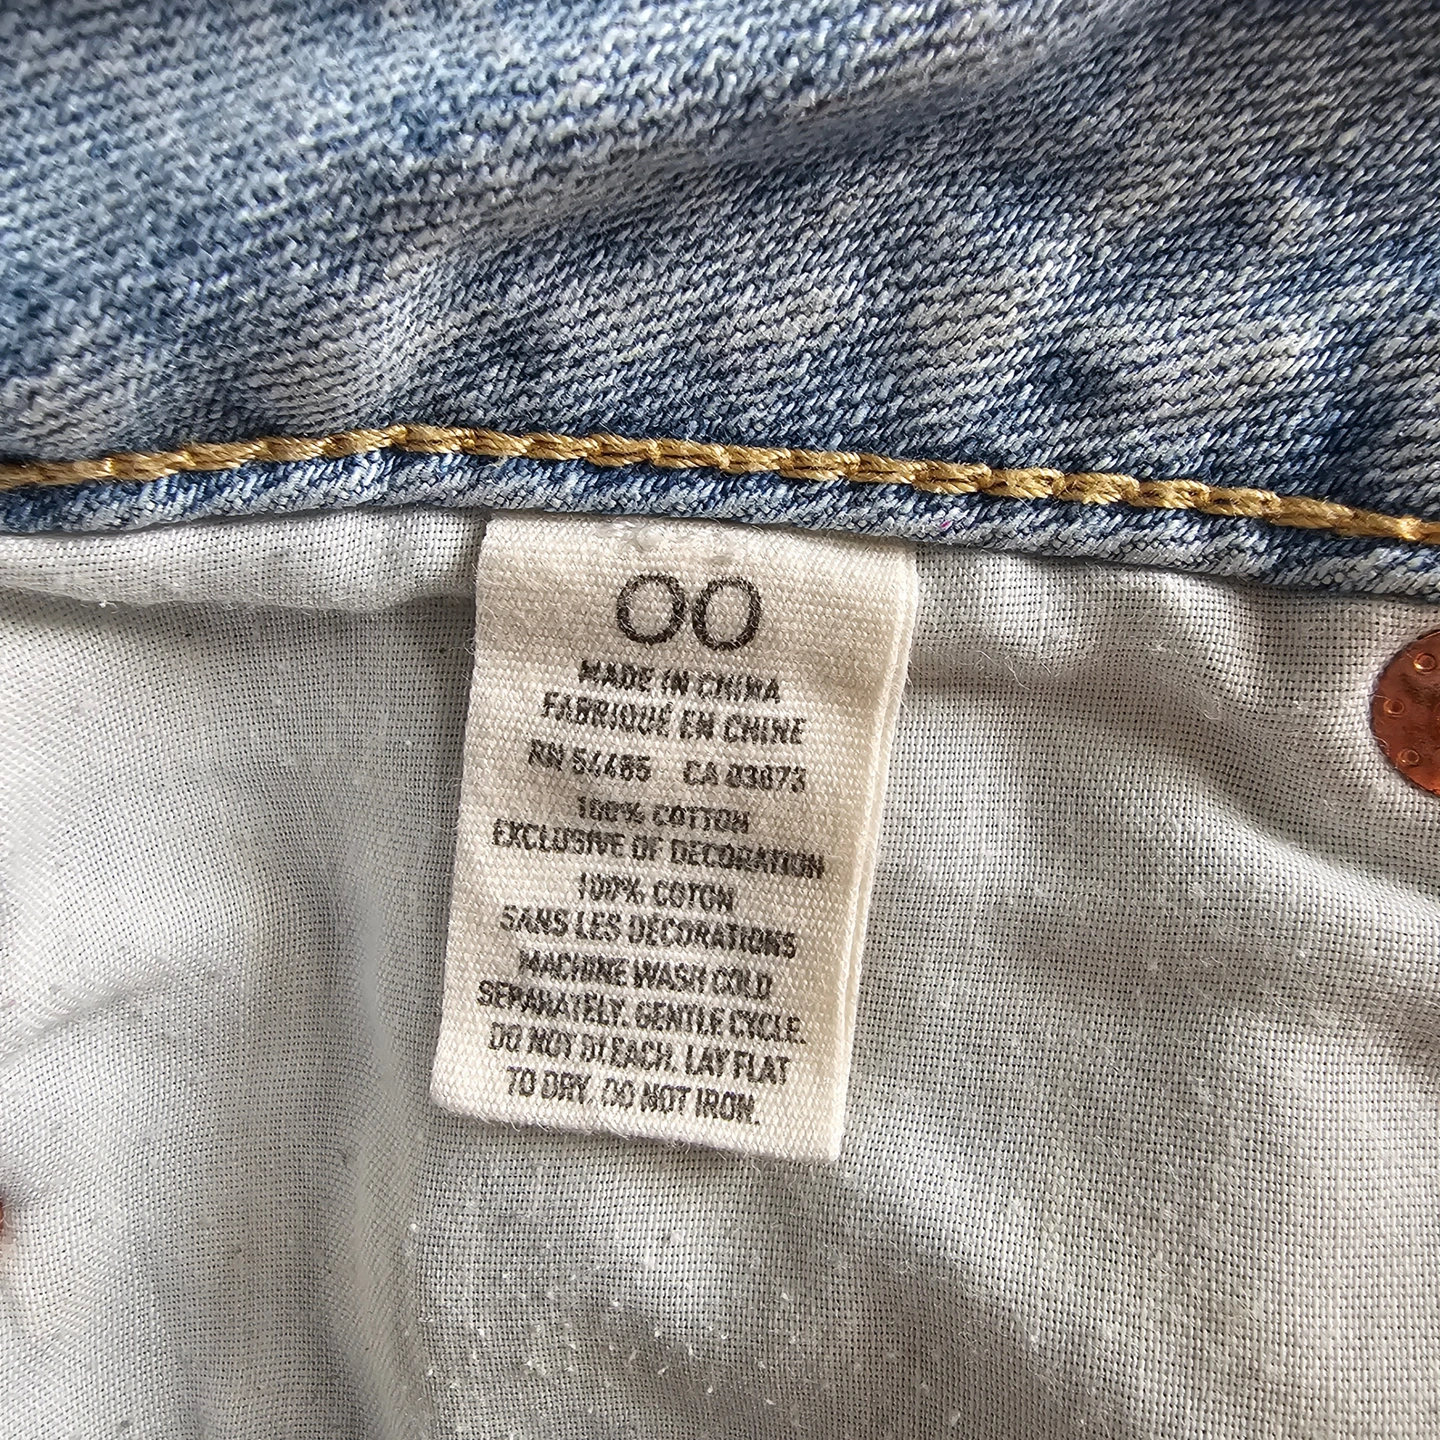 00
MADE IN CHINA
FABRIQUÉ EN CHINE
RN 54485 CA 03873
100% COTTON
EXCLUSIVE OF DECORATION
100% COTON
SANS LES DÉCORATIONS
MACHINE WASH COLD
SEPARATELY. GENTLE CYCLE.
DO NOT BLEACH. LAY FLAT
TO DRY. DO NOT IRON.